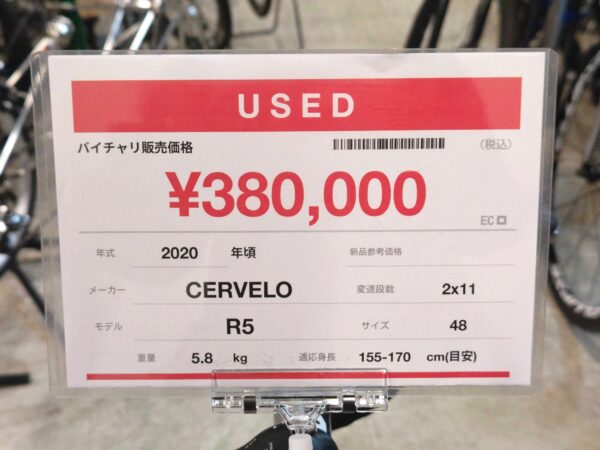 USED
バイチャリ販売価格 (税込)
¥380,000
EC
年式 2020 年頃 新品参考価格
メーカー CERVELO 変速段数 2x11
モデル R5 サイズ 48
重量 5.8 kg 適応身長 155-170 cm(目安)